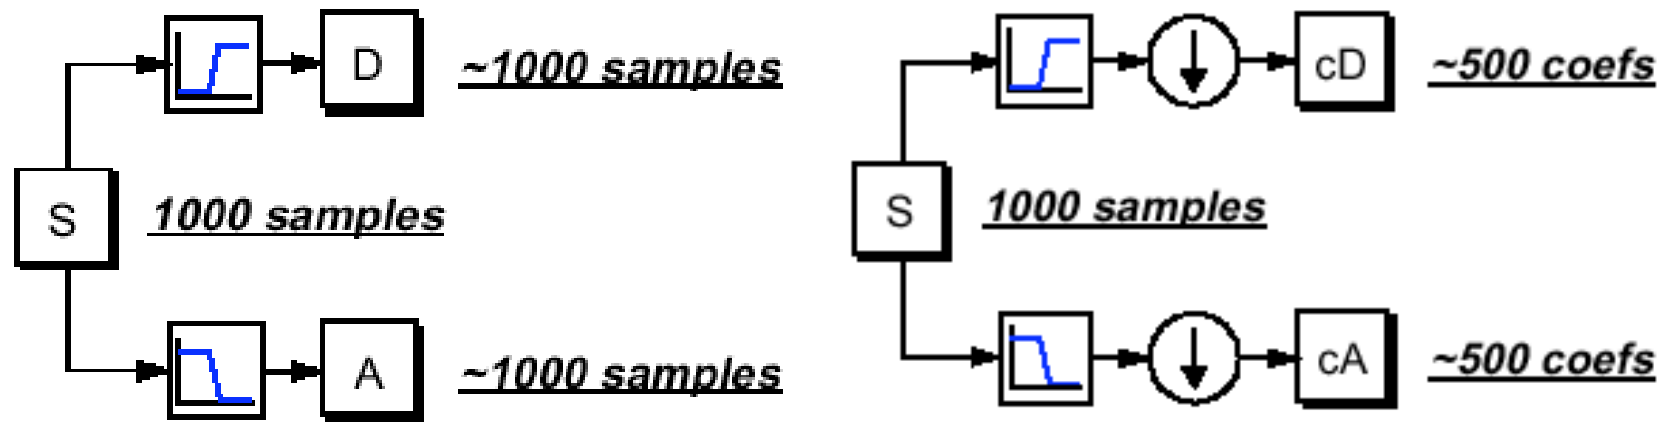 D
~1000 samples
S
1000 samples
A
~1000 samples
cD
~500 coefs
S
1000 samples
cA
~500 coefs